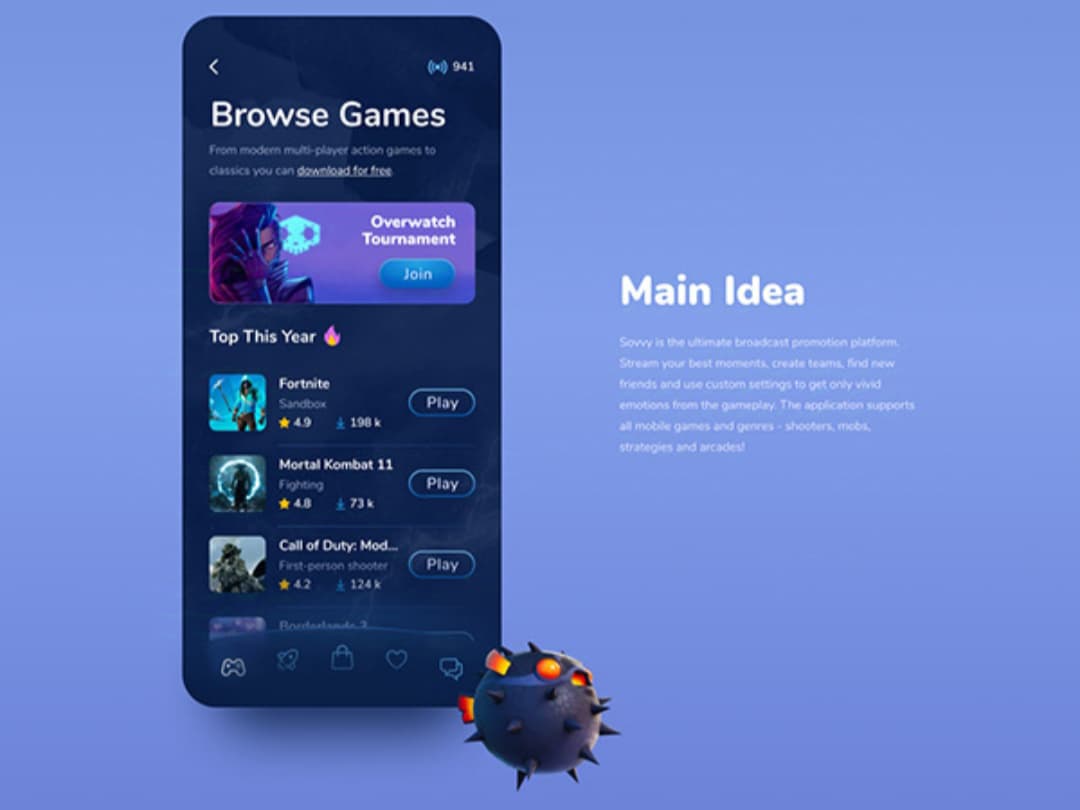 941
Browse Games
From modern multi-player action games to
classics you can download for free.
Overwatch
Tournament
Join
Top This Year
Fortnite
Sandbox
4.9 198 k
Play
Mortal Kombat 11
Fighting
4.8 73 k
Play
Call of Duty: Mod...
First-person shooter
4.2 124 k
Play
Borderlands 3
Main Idea
Sovvy is the ultimate broadcast promotion platform.
Stream your best moments, create teams, find new
friends and use custom settings to get only vivid
emotions from the gameplay. The application supports
all mobile games and genres - shooters, mobs,
strategies and arcades!